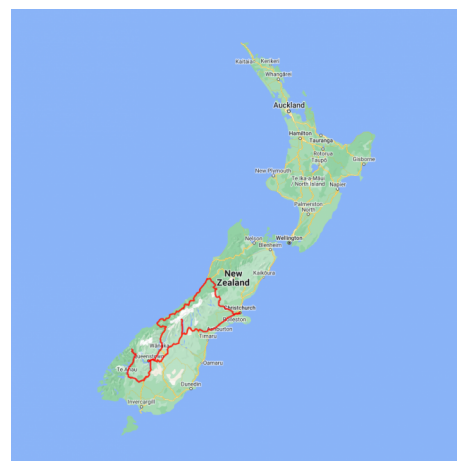 Kaitaia
Kerikeri
Whangārei
Auckland
Hamilton
Tauranga
Rotorua
Taupō
Gisborne
New Plymouth
Te Ika-a-Māui
/ North Island
Napier
Palmerston
North
Nelson
Wellington
Blenheim
New
Zealand
Kaikōura
Christchurch
Ashburton
Timaru
Wānaka
Queenstown
Te Anau
Oamaru
Dunedin
Invercargill